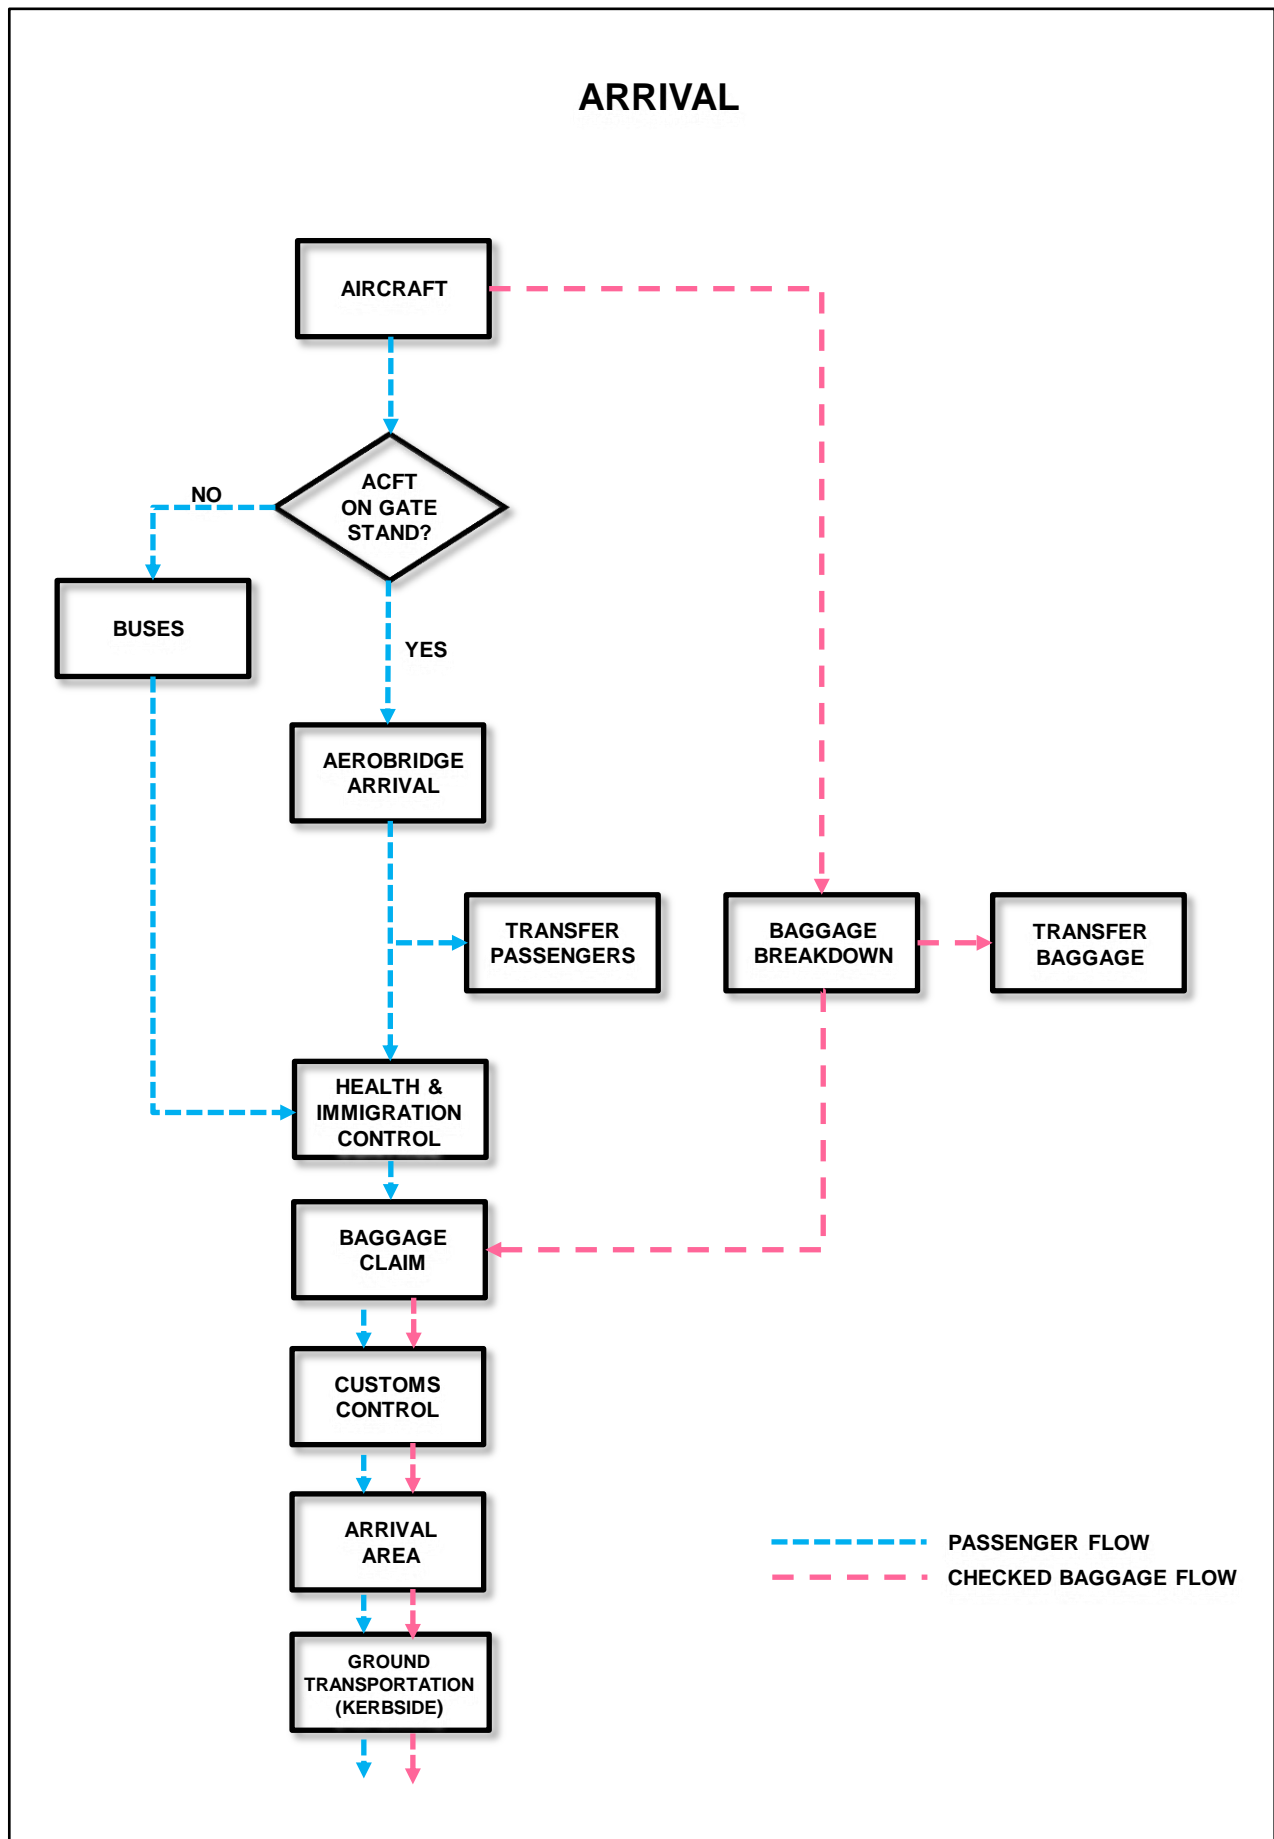 ARRIVAL
AIRCRAFT
ACFT
ON GATE
STAND?
NO
BUSES
YES
AEROBRIDGE
ARRIVAL
TRANSFER
PASSENGERS
BAGGAGE
BREAKDOWN
TRANSFER
BAGGAGE
HEALTH &
IMMIGRATION
CONTROL
BAGGAGE
CLAIM
CUSTOMS
CONTROL
ARRIVAL
AREA
PASSENGER FLOW
CHECKED BAGGAGE FLOW
GROUND
TRANSPORTATION
(KERBSIDE)